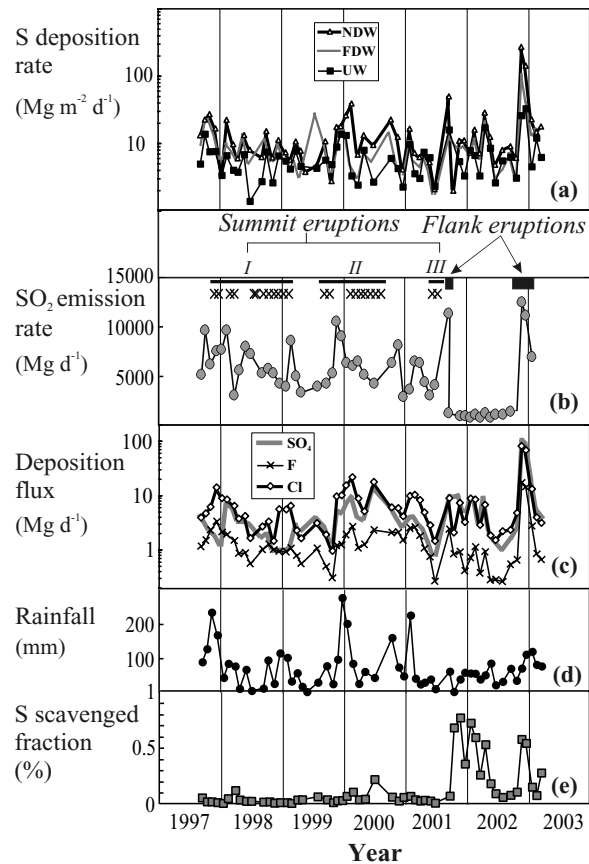 S deposition rate
(Mg m⁻² d⁻¹)
100
10
NDW
FDW
UW
(a)
Summit eruptions
Flank eruptions
I
II
III
SO₂ emission rate
(Mg d⁻¹)
15000
10000
5000
(b)
Deposition flux
(Mg d⁻¹)
100
10
1
SO₄
F
Cl
(c)
Rainfall
(mm)
200
100
1
(d)
S scavenged fraction
(%)
0.5
0
(e)
1997
1998
1999
2000
2001
2002
2003
Year